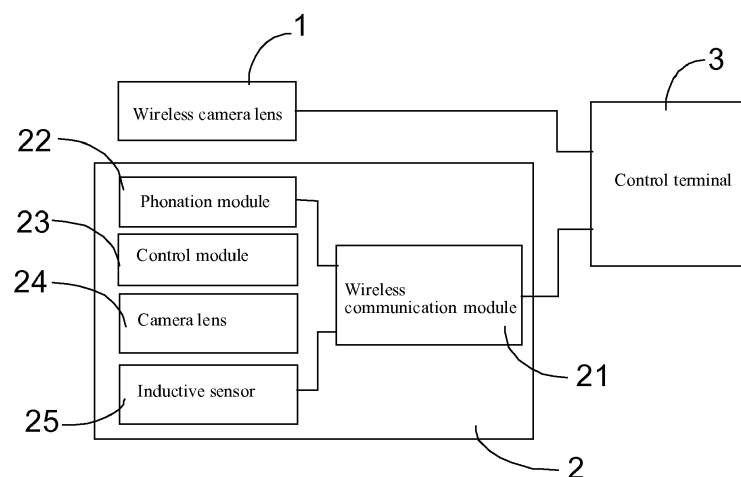 1
3
Wireless camera lens
22
Phonation module
Control terminal
23
Control module
24
Wireless
communication module
Camera lens
21
25
Inductive sensor
2